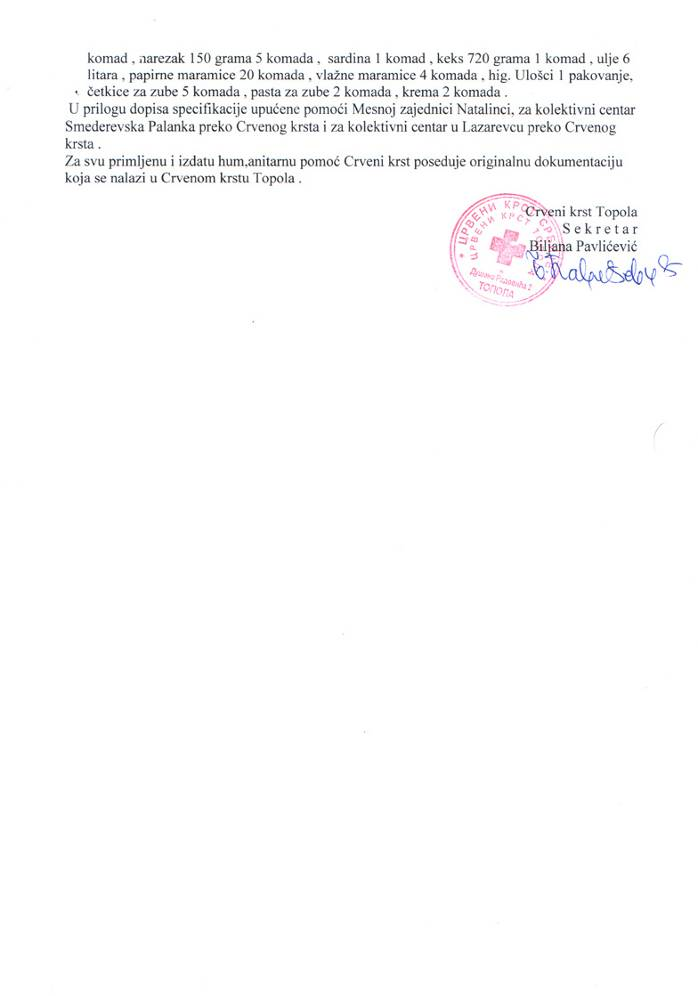 komad , narezak 150 grama 5 komada ,  sardina 1 komad , keks 720 grama 1 komad , ulje 6
litara , papirne maramice 20 komada , vlažne maramice 4 komada , hig. Ulošci 1 pakovanje,
četkice za zube 5 komada , pasta za zube 2 komada , krema 2 komada .
U prilogu dopisa specifikacije upućene pomoći Mesnoj zajednici Natalinci, za kolektivni centar
Smederevska Palanka preko Crvenog krsta i za kolektivni centar u Lazarevcu preko Crvenog
krsta .
Za svu primljenu i izdatu hum,anitarnu pomoć Crveni krst poseduje originalnu dokumentaciju
koja se nalazi u Crvenom krstu Topola .
Crveni krst Topola
S e k r e t a r
Biljana Pavlićević
ЦРВЕНИ КРСТ
ЦРВЕНИ КРСТ
Душана Радовића 2
ТОПОЛА